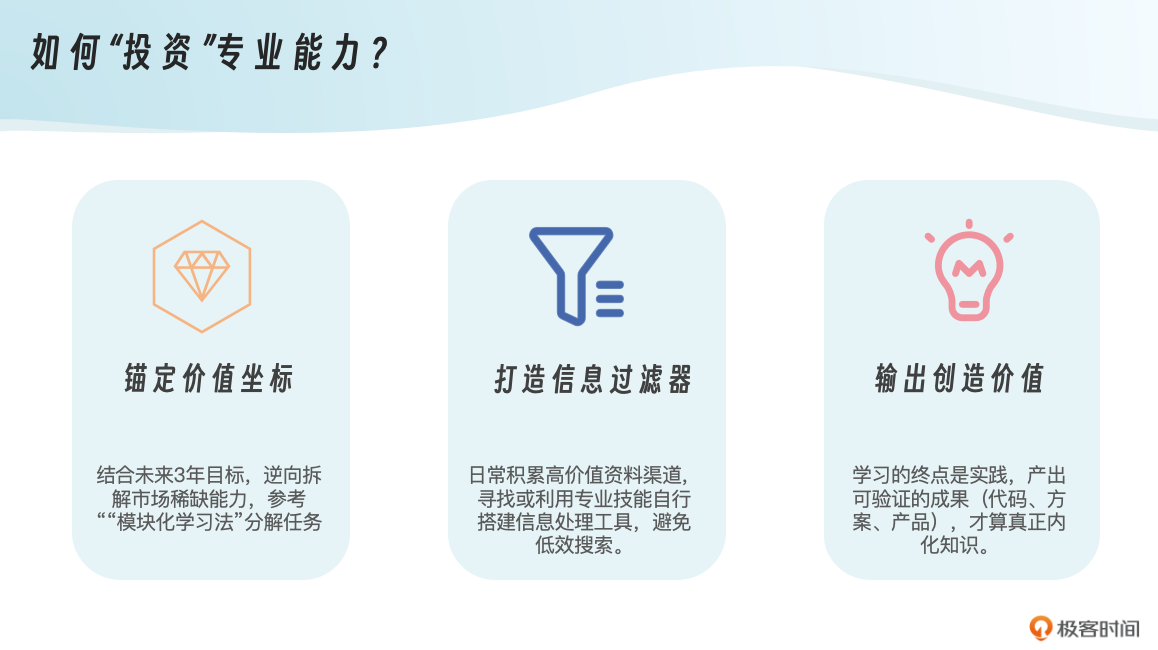 如何“投资”专业能力？
锚定价值坐标
结合未来3年目标，逆向拆
解市场稀缺能力，参考
““模块化学习法”分解任务
打造信息过滤器
日常积累高价值资料渠道，
寻找或利用专业技能自行
搭建信息处理工具，避免
低效搜索。
输出创造价值
学习的终点是实践，产出
可验证的成果（代码、方
案、产品），才算真正内
化知识。
极客时间